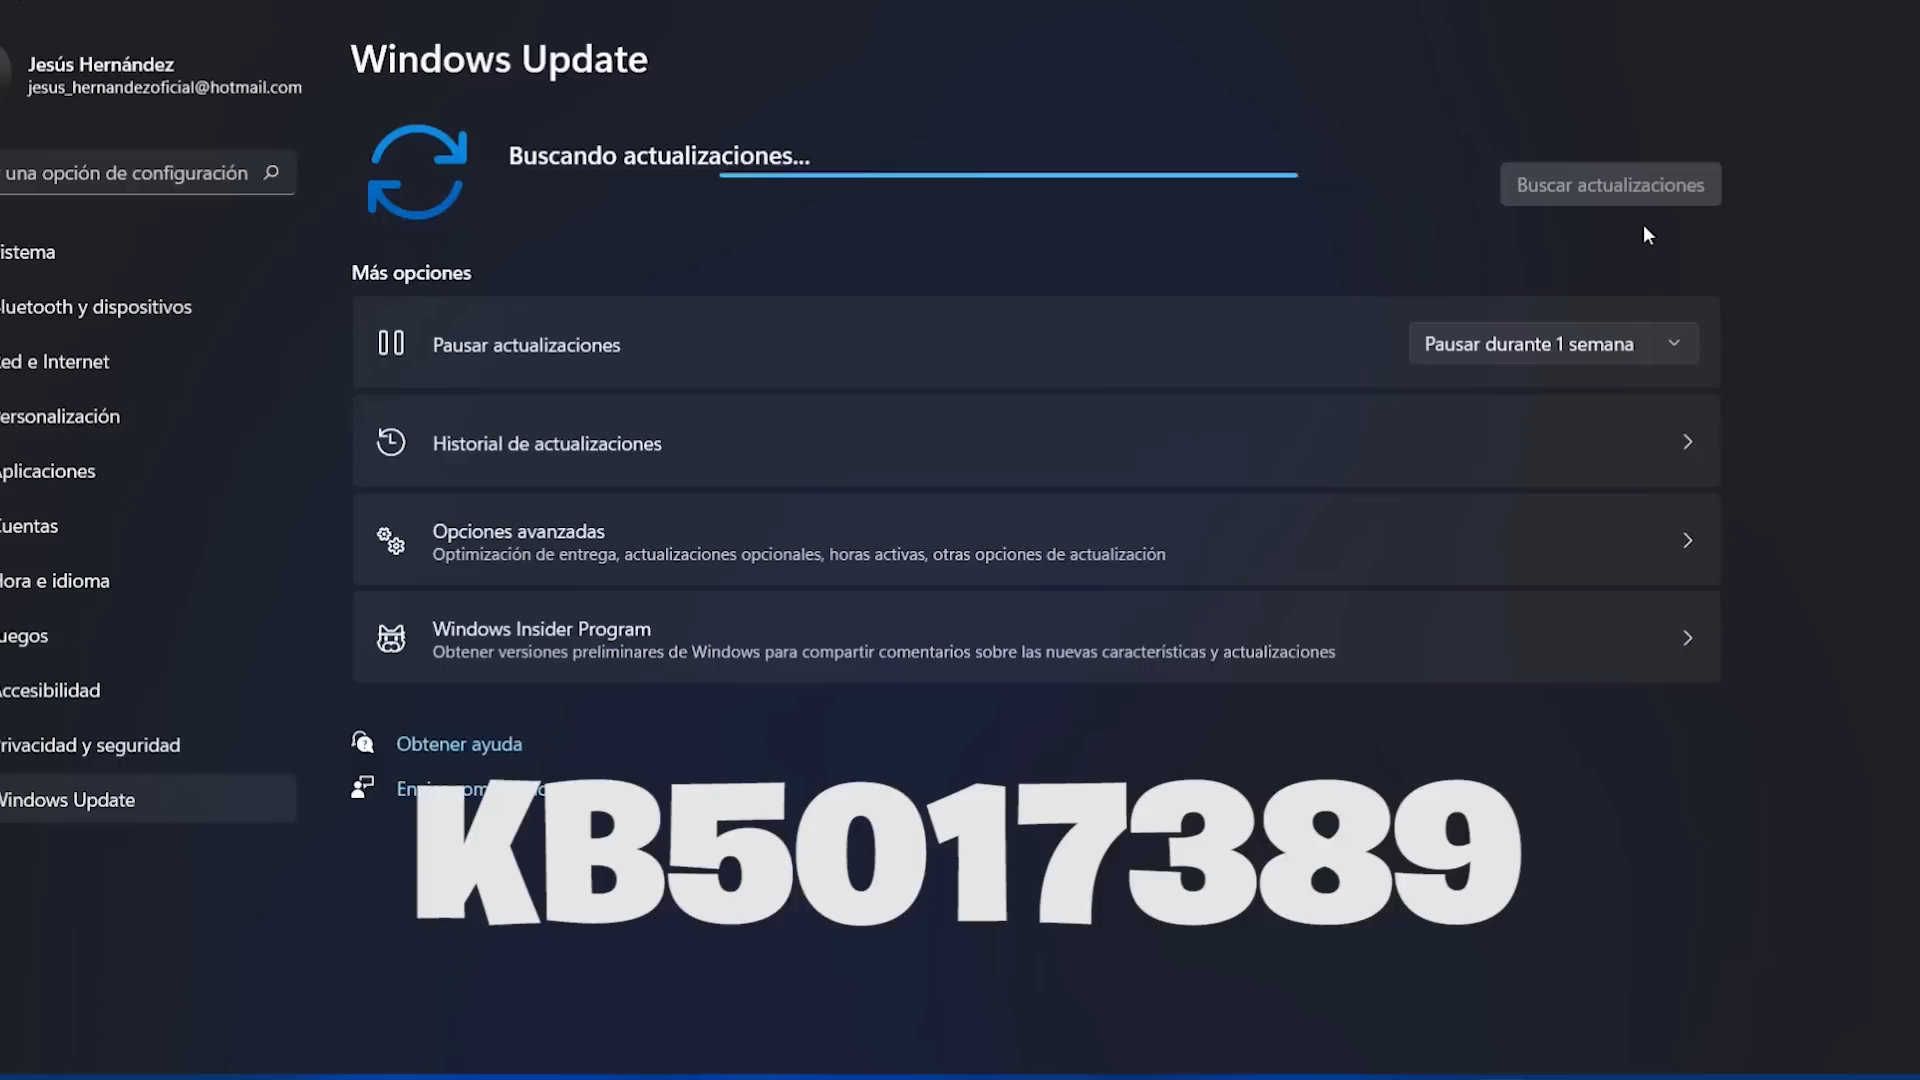 Jesús Hernández
jesus_hernandezoficial@hotmail.com
una opción de configuración
istema
luetooth y dispositivos
ed e Internet
ersonalización
plicaciones
uentas
ora e idioma
uegos
ccesibilidad
rivacidad y seguridad
Windows Update
Windows Update
Buscando actualizaciones...
Buscar actualizaciones
Más opciones
Pausar actualizaciones
Pausar durante 1 semana
Historial de actualizaciones
Opciones avanzadas
Optimización de entrega, actualizaciones opcionales, horas activas, otras opciones de actualización
Windows Insider Program
Obtener versiones preliminares de Windows para compartir comentarios sobre las nuevas características y actualizaciones
Obtener ayuda
KB5017389